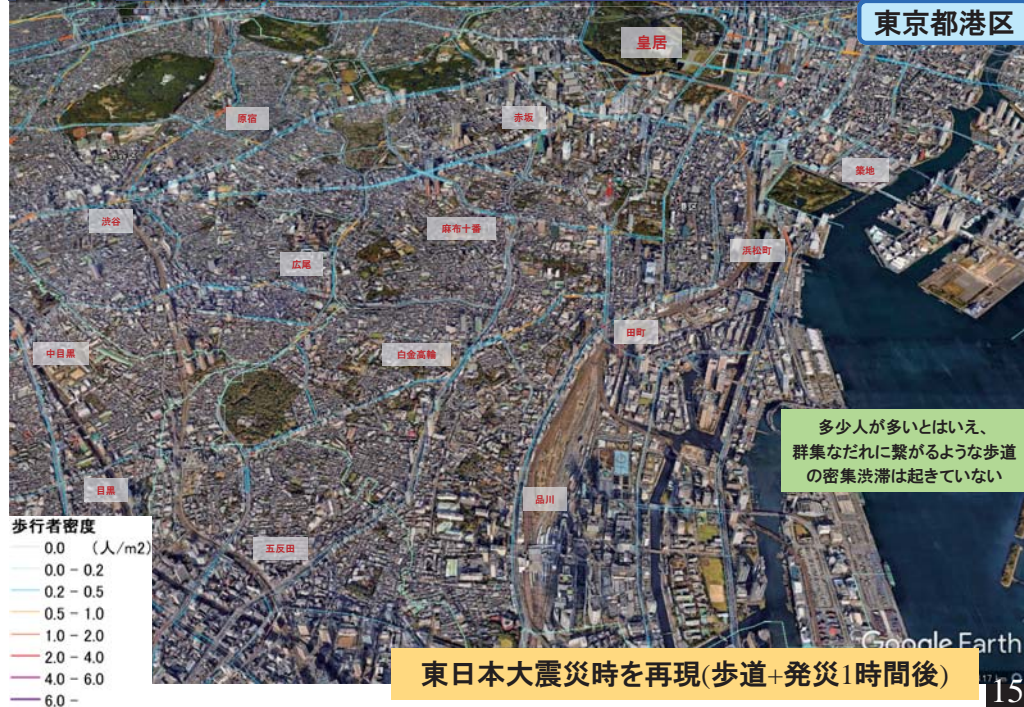 東京都港区
皇居
原宿
赤坂
築地
渋谷
麻布十番
浜松町
広尾
田町
中目黒
白金高輪
多少人が多いとはいえ、
群集なだれに繋がるような歩道
の密集渋滞は起きていない
目黒
品川
五反田
歩行者密度
0.0 (人/m2)
0.0 - 0.2
0.2 - 0.5
0.5 - 1.0
1.0 - 2.0
2.0 - 4.0
4.0 - 6.0
6.0 -
Google Earth
東日本大震災時を再現(歩道+発災1時間後)
15